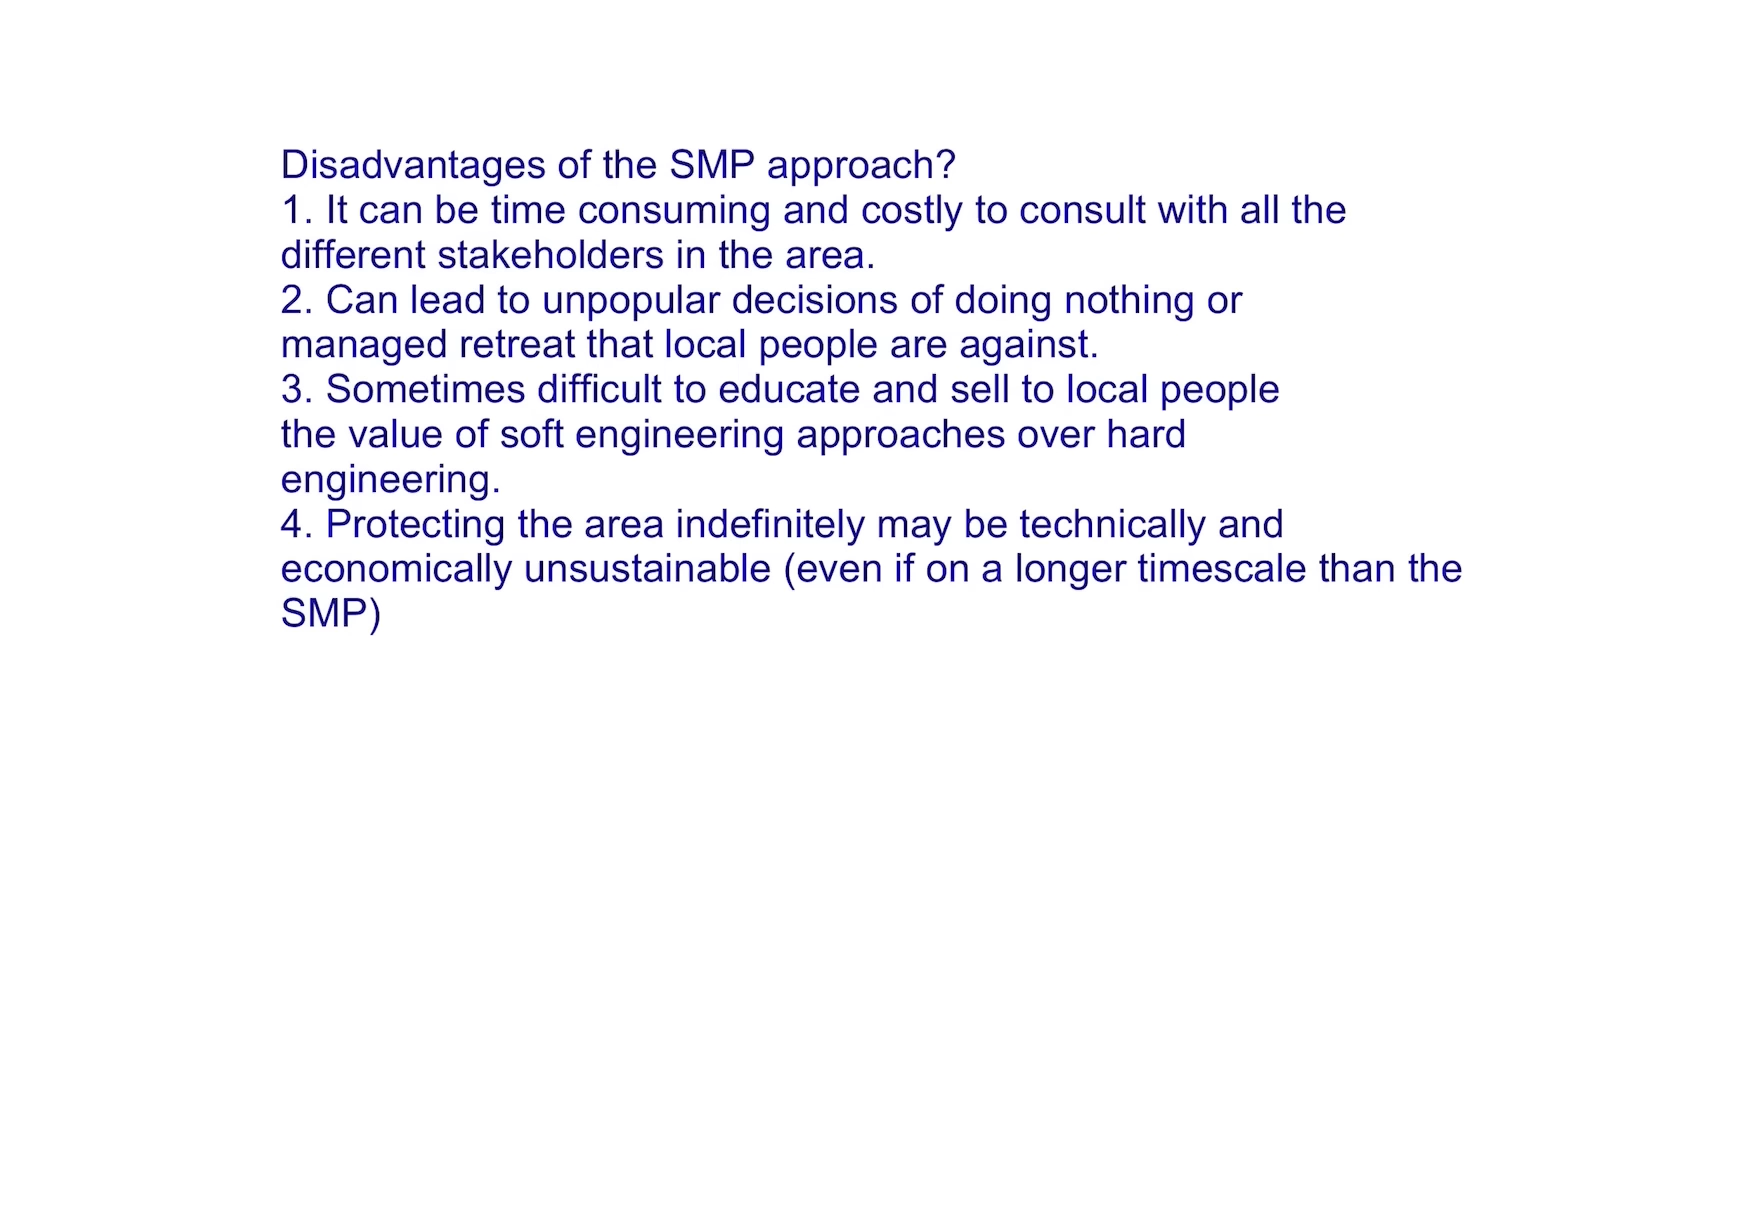 Disadvantages of the SMP approach?
1. It can be time consuming and costly to consult with all the
different stakeholders in the area.
2. Can lead to unpopular decisions of doing nothing or
managed retreat that local people are against.
3. Sometimes difficult to educate and sell to local people
the value of soft engineering approaches over hard
engineering.
4. Protecting the area indefinitely may be technically and
economically unsustainable (even if on a longer timescale than the
SMP)